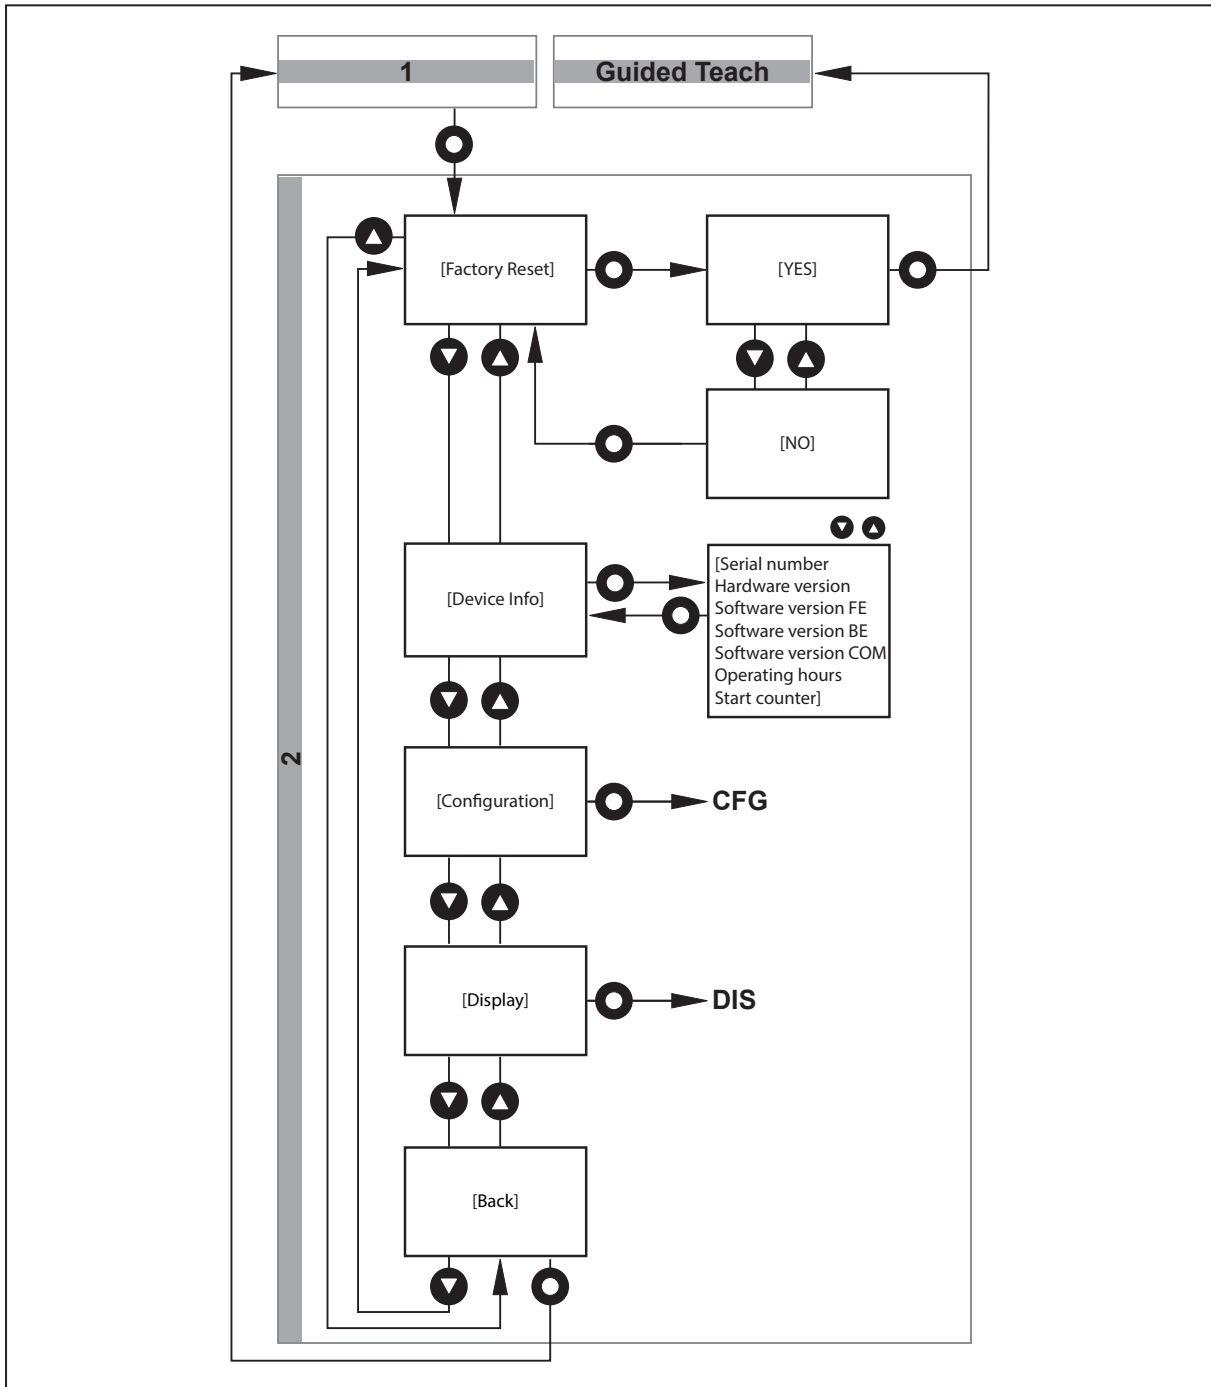 1
Guided Teach
2
[Factory Reset]
[YES]
[NO]
[Device Info]
[Serial number
Hardware version
Software version FE
Software version BE
Software version COM
Operating hours
Start counter]
[Configuration]
CFG
[Display]
DIS
[Back]